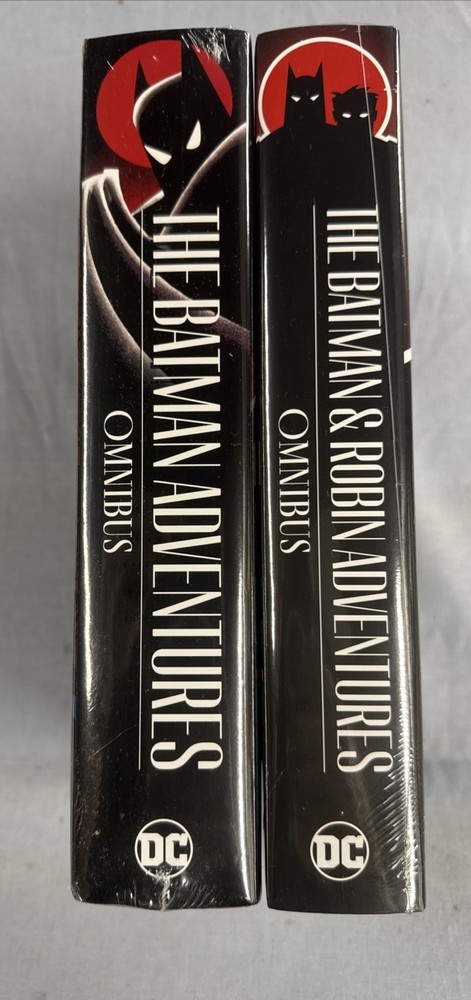 THE BATMAN ADVENTURES
OMNIBUS
DC
THE BATMAN & ROBIN ADVENTURES
OMNIBUS
DC